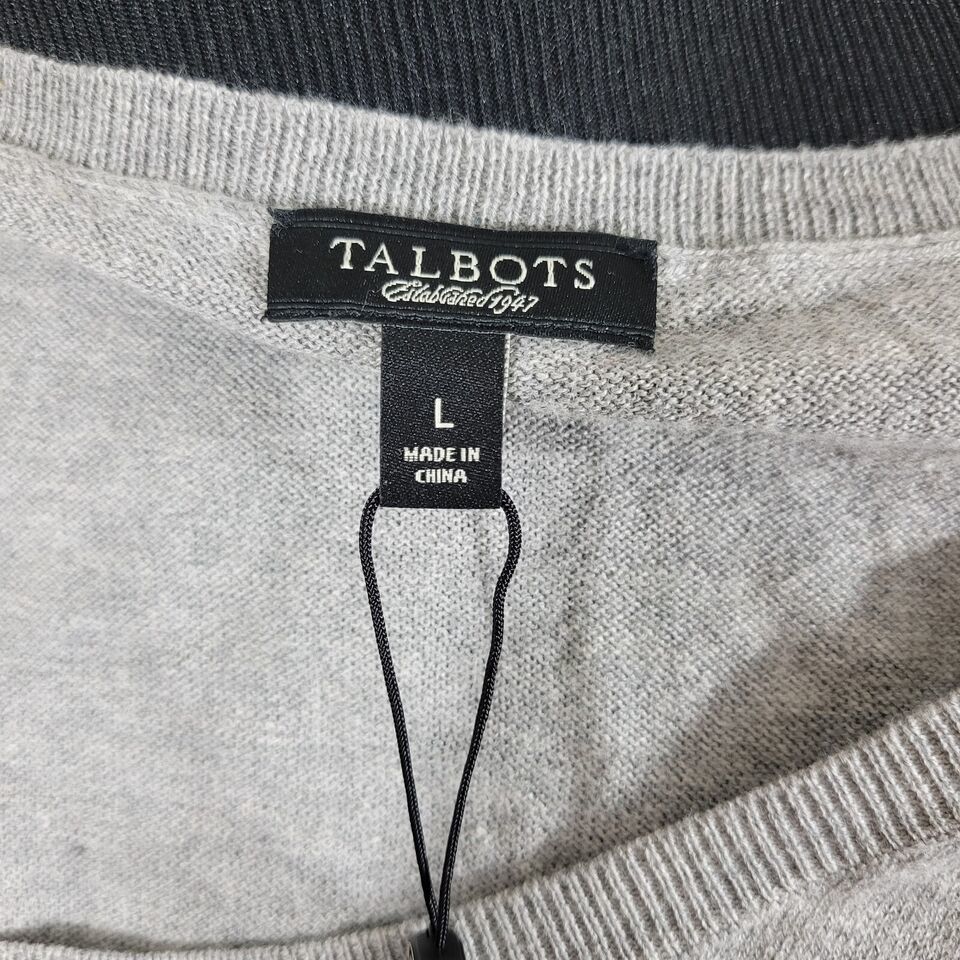 TALBOTS
Established 1947
L
MADE IN
CHINA